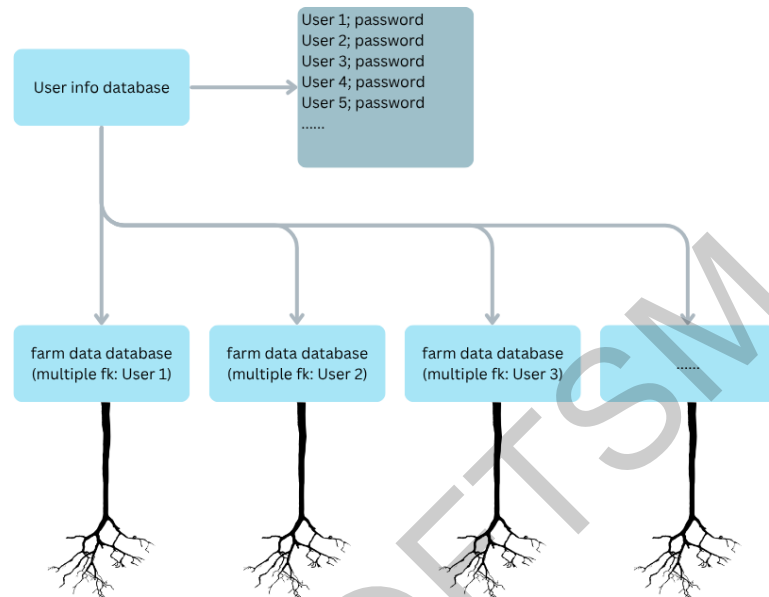 User 1; password
User 2; password
User 3; password
User 4; password
User 5; password
......
User info database
farm data database
(multiple fk: User 1)
farm data database
(multiple fk: User 2)
farm data database
(multiple fk: User 3)
......
FTSM